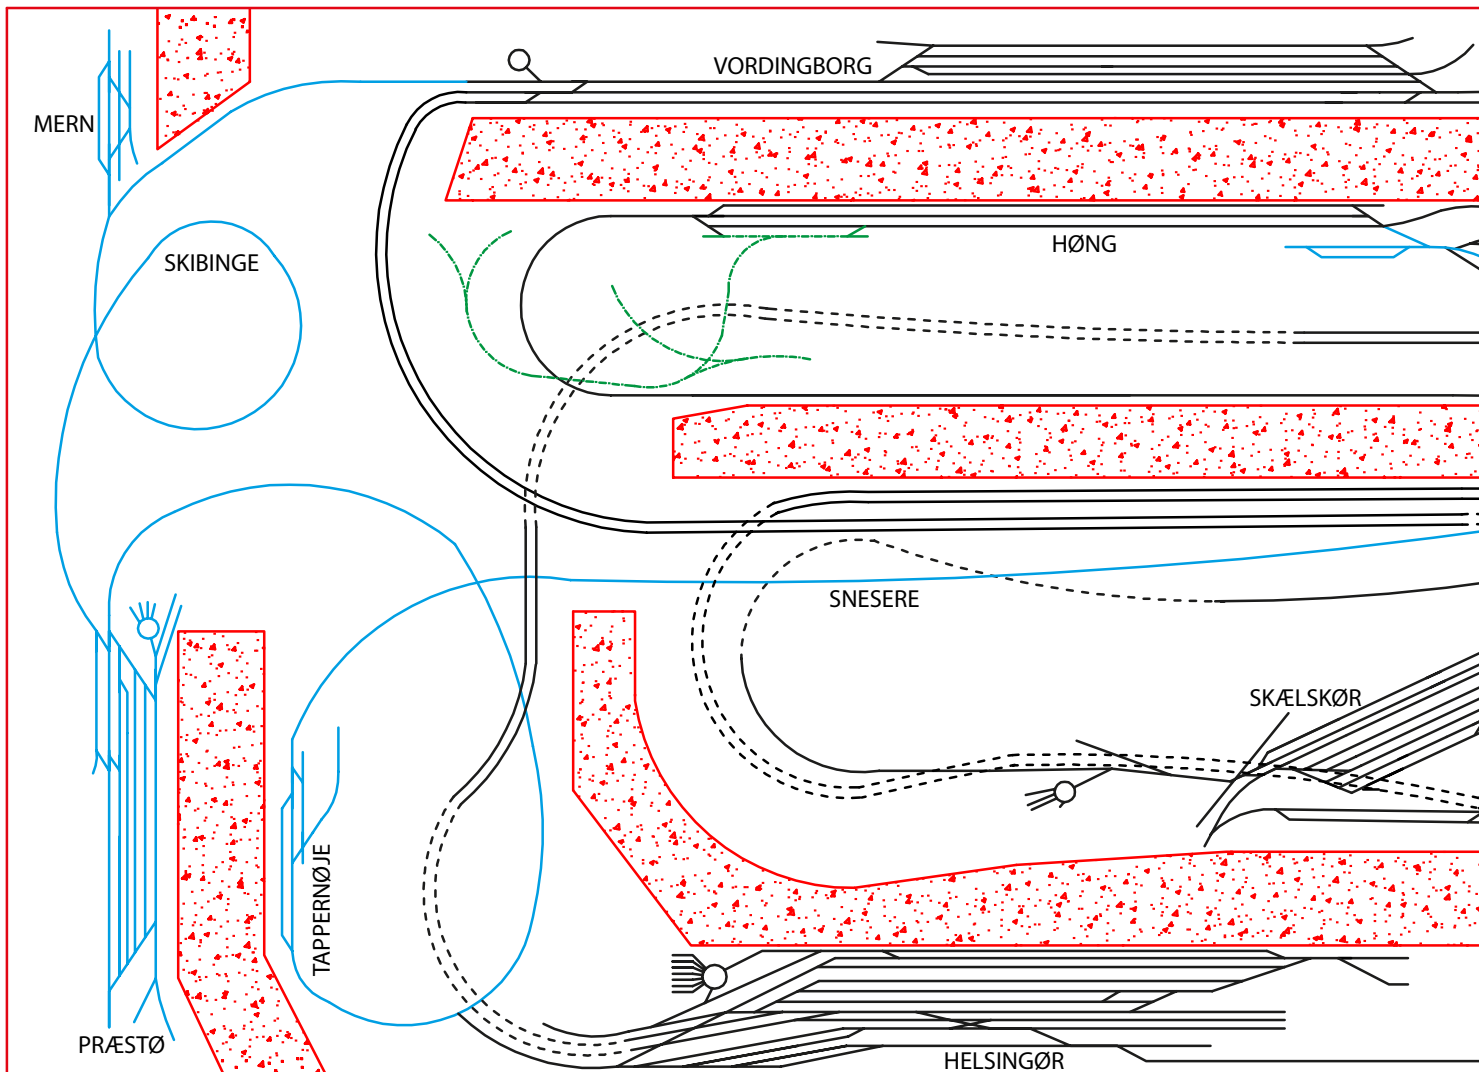 VORDINGBORG
MERN
HØNG
SKIBINGE
SNESERE
SKÆLSKØR
TAPPERNØJE
PRÆSTØ
HELSINGØR